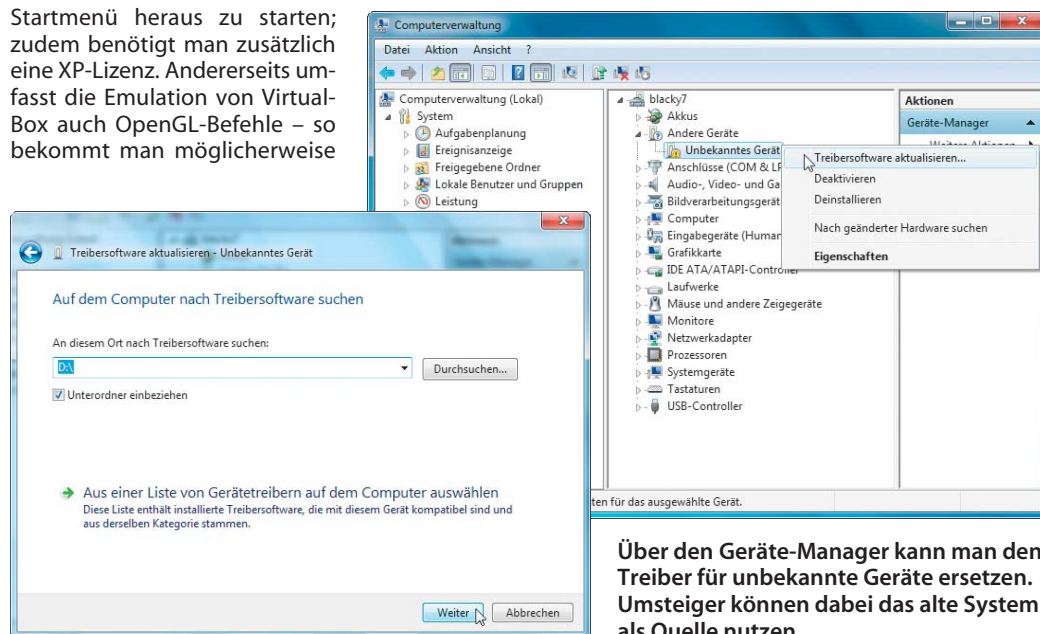 Startmenü heraus zu starten;
zudem benötigt man zusätzlich
eine XP-Lizenz. Andererseits um-
fasst die Emulation von Virtual-
Box auch OpenGL-Befehle – so
bekommt man möglicherweise
Computerverwaltung
Datei Aktion Ansicht ?
Computerverwaltung (Lokal)
System
Aufgabenplanung
Ereignisanzeige
Freigegebene Ordner
Lokale Benutzer und Gruppen
Leistung
blacky7
Akkus
Andere Geräte
Unbekanntes Gerät
Anschlüsse (COM & LP
Audio-, Video- und Ga
Bildverarbeitungsgerät
Computer
Eingabegeräte (Human
Grafikkarte
IDE ATA/ATAPI-Controller
Laufwerke
Mäuse und andere Zeigegeräte
Monitore
Netzwerkadapter
Prozessoren
Systemgeräte
Tastaturen
USB-Controller
Aktionen
Geräte-Manager
Weitere Aktionen
Treibersoftware aktualisieren...
Deaktivieren
Deinstallieren
Nach geänderter Hardware suchen
Eigenschaften
ten für das ausgewählte Gerät.
Treibersoftware aktualisieren - Unbekanntes Gerät
Auf dem Computer nach Treibersoftware suchen
An diesem Ort nach Treibersoftware suchen:
D:\
Durchsuchen...
Unterordner einbeziehen
Aus einer Liste von Gerätetreibern auf dem Computer auswählen
Diese Liste enthält installierte Treibersoftware, die mit diesem Gerät kompatibel sind und
aus derselben Kategorie stammen.
Weiter
Abbrechen
Über den Geräte-Manager kann man den
Treiber für unbekannte Geräte ersetzen.
Umsteiger können dabei das alte System
als Quelle nutzen